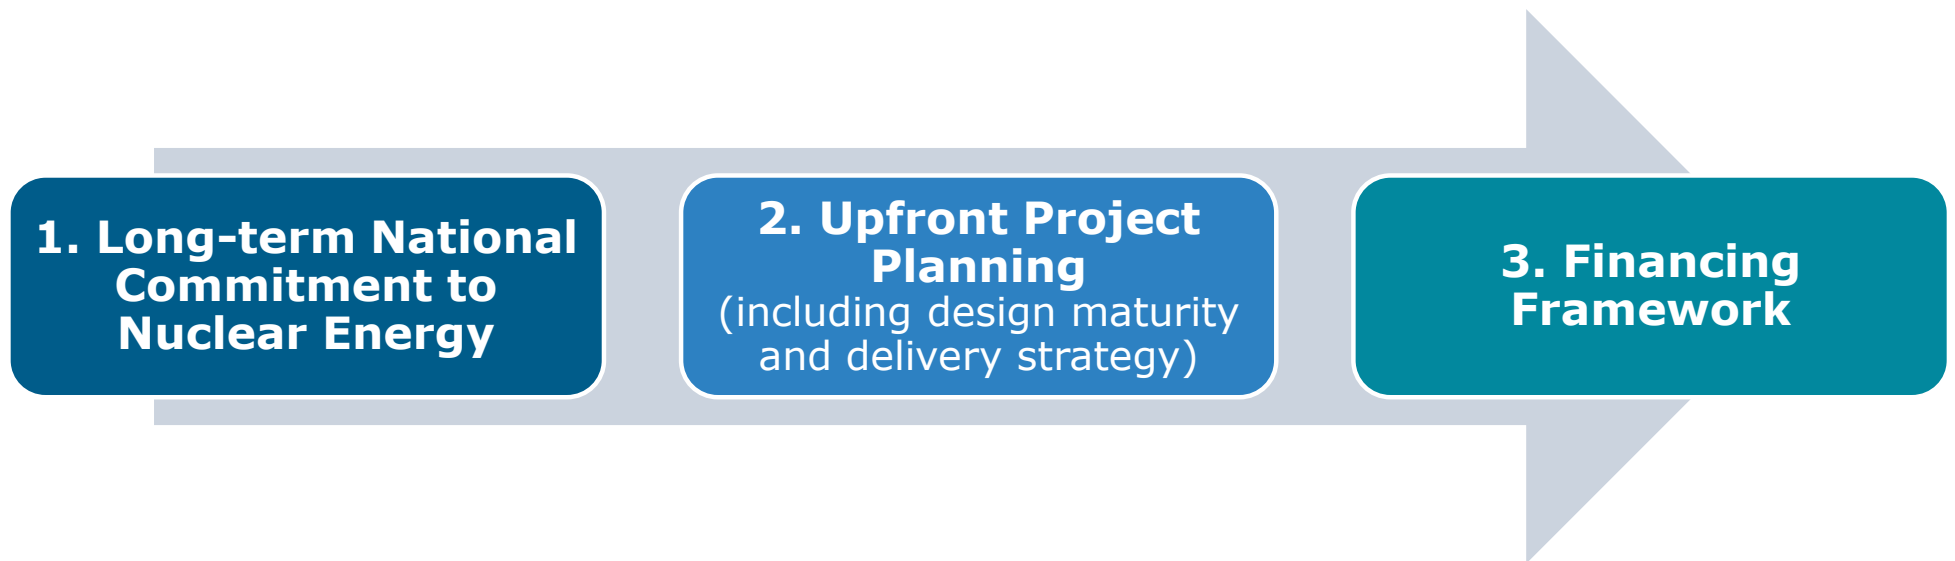 1. Long-term National
Commitment to
Nuclear Energy
2. Upfront Project
Planning
(including design maturity
and delivery strategy)
3. Financing
Framework